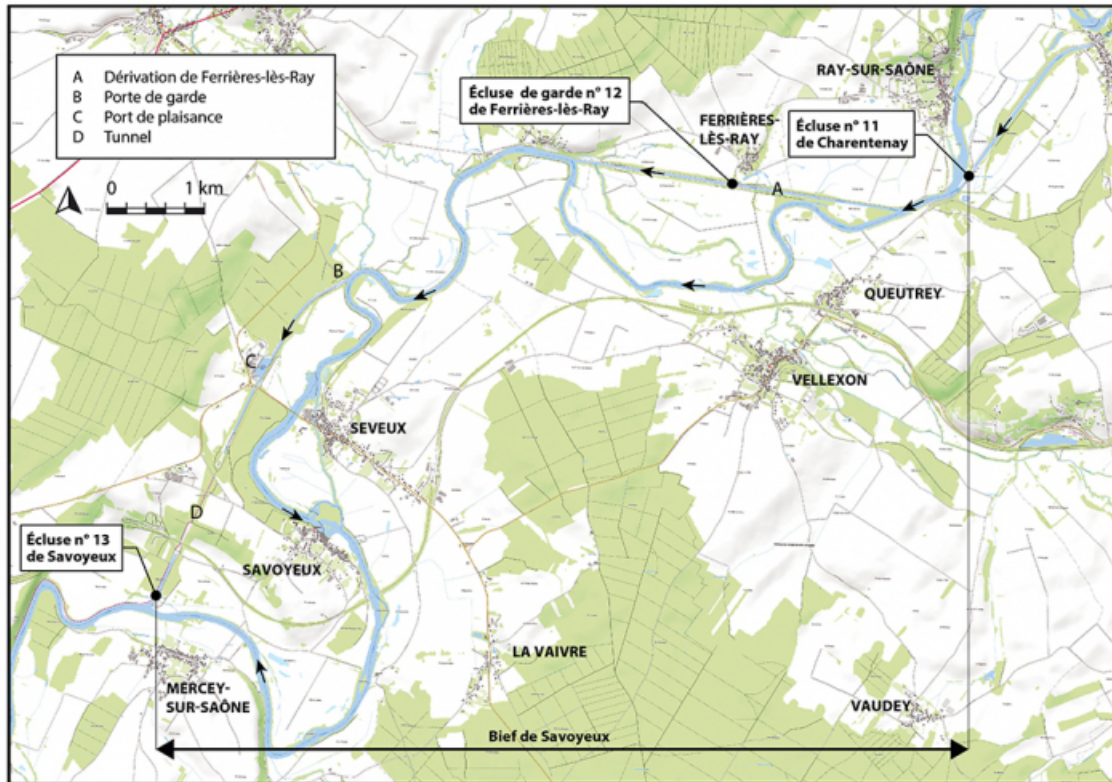 A Dérivation de Ferrières-lès-Ray
B Porte de garde
C Port de plaisance
D Tunnel
0 1 km
Écluse de garde n° 12
de Ferrières-lès-Ray
FERRIÈRES-
LÈS-RAY
RAY-SUR-SAÔNE
Écluse n° 11
de Charentenay
A
B
QUEUTREY
C
VELLEXON
SEVEUX
D
Écluse n° 13
de Savoyeux
SAVOYEUX
LA VAIVRE
MERCEY-
SUR-SAÔNE
VAUDEY
Bief de Savoyeux